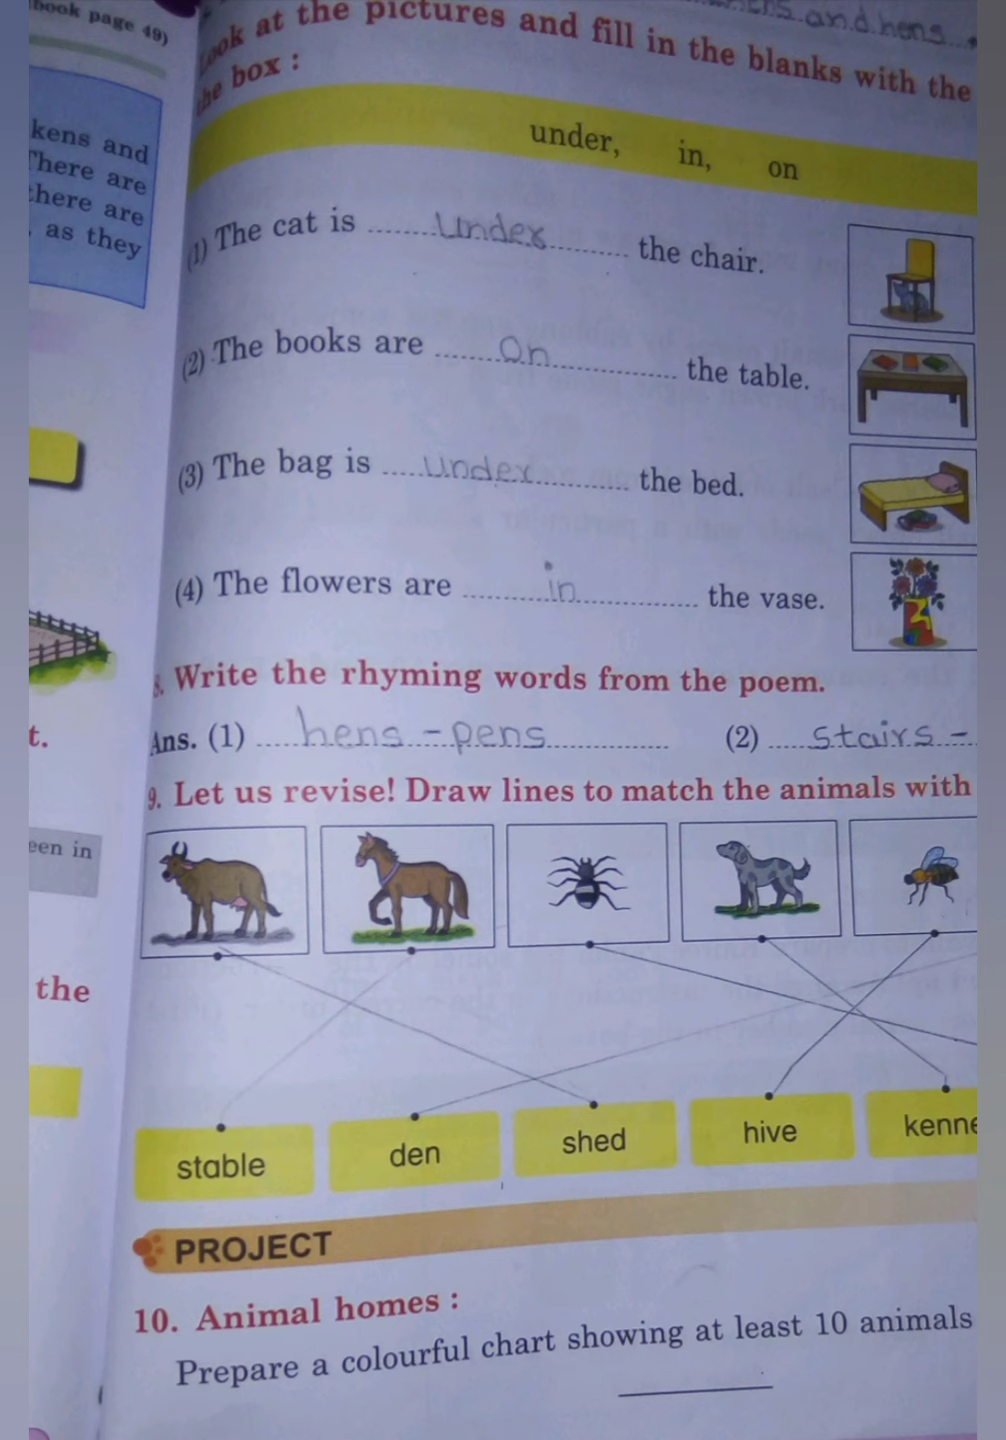 book page 49)
and hens
Look at the pictures and fill in the blanks with the
the box :
kens and
There are
there are
, as they
under, in, on
(1) The cat is ......under......... the chair.
(2) The books are ......on............ the table.
(3) The bag is ....under......... the bed.
(4) The flowers are .........in............ the vase.
8. Write the rhyming words from the poem.
t.
Ans. (1) ....hens - pens............ (2) .....stairs -
9. Let us revise! Draw lines to match the animals with
een in
the
stable den shed hive kenne
PROJECT
10. Animal homes :
Prepare a colourful chart showing at least 10 animals